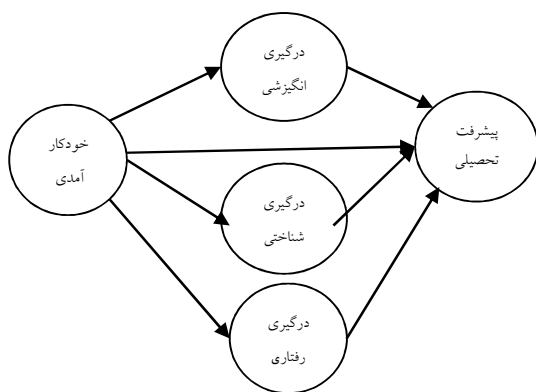 درگیری
انگیزشی
پیشرفت
تحصیلی
خودکار
آمدی
درگیری
شناختی
درگیری
رفتاری